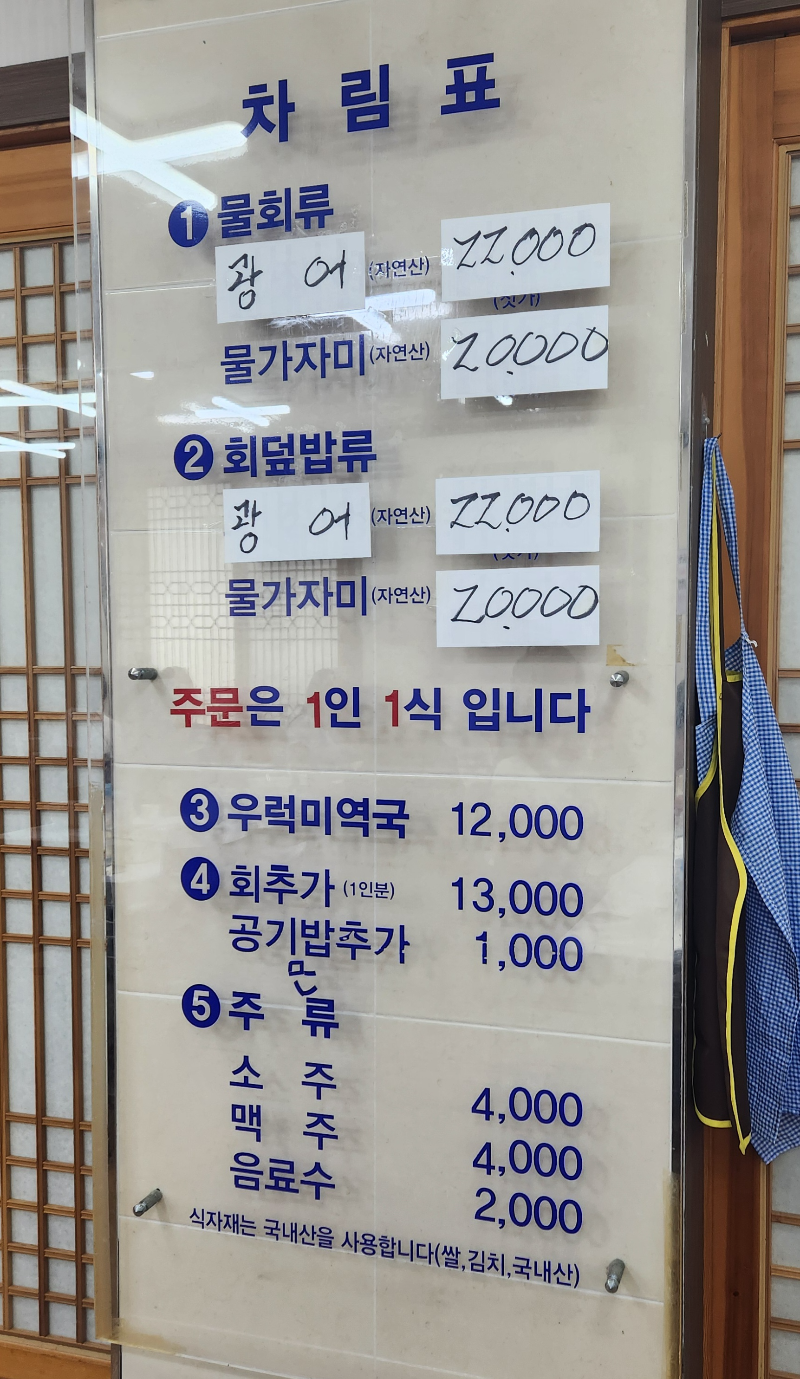 차림표
1 물회류
광 어 (자연산) 22,000
(싯가)
물가자미(자연산) 20,000
2 회덮밥류
광 어 (자연산) 22,000
물가자미(자연산) 20,000
주문은 1인 1식 입니다
3 우럭미역국 12,000
4 회추가 (1인분) 13,000
공기밥추가 1,000
5 주 류
소 주 4,000
맥 주 4,000
음료수 2,000
식자재는 국내산을 사용합니다(쌀,김치,국내산)